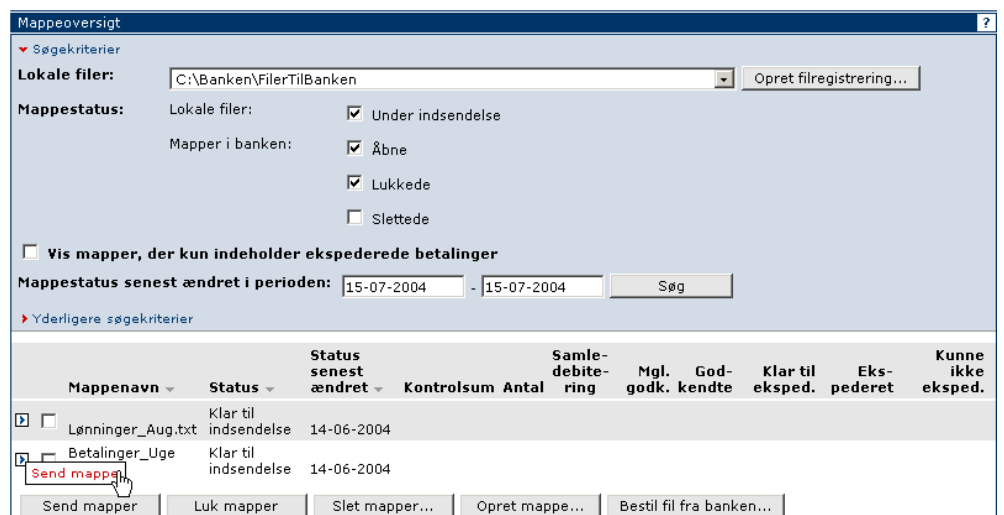 Mappeoversigt ?
Søgekriterier
Lokale filer: C:\Banken\FilerTilBanken Opret filregistrering...
Mappestatus: Lokale filer: Under indsendelse
Mapper i banken: Åbne
Lukkede
Slettede
Vis mapper, der kun indeholder ekspederede betalinger
Mappestatus senest ændret i perioden: 15-07-2004 - 15-07-2004 Søg
Yderligere søgekriterier
Status Samle- Kunne
senest debite- Mgl. God- Klar til Eks- ikke
Mappenavn Status ændret Kontrolsum Antal ring godk. kendte eksped. pederet eksped.
Klar til
Lønninger_Aug.txt indsendelse 14-06-2004
Betalinger_Uge Klar til
indsendelse 14-06-2004
Send mapper
Send mapper Luk mapper Slet mapper... Opret mappe... Bestil fil fra banken...